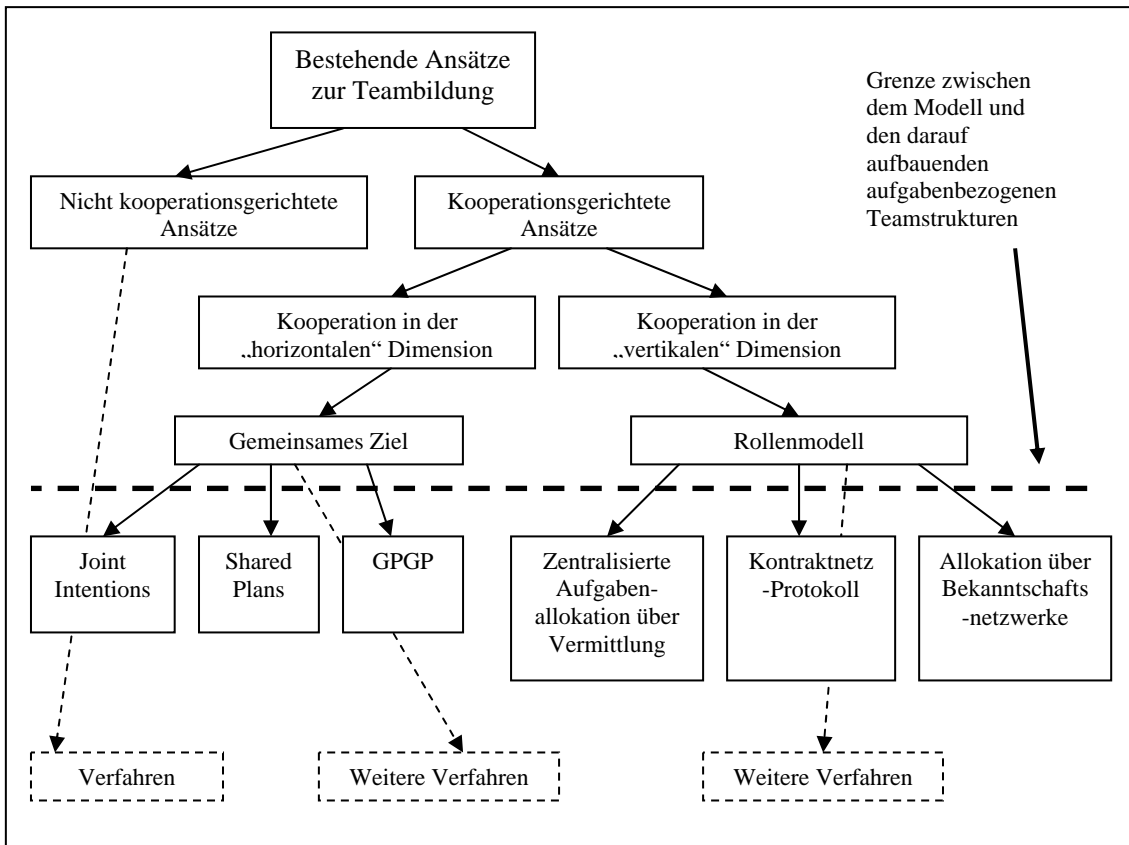 Bestehende Ansätze
zur Teambildung
Grenze zwischen
dem Modell und
den darauf
aufbauenden
aufgabenbezogenen
Teamstrukturen
Nicht kooperationsgerichtete
Ansätze
Kooperationsgerichtete
Ansätze
Kooperation in der
„horizontalen“ Dimension
Kooperation in der
„vertikalen“ Dimension
Gemeinsames Ziel
Rollenmodell
Joint
Intentions
Shared
Plans
GPGP
Zentralisierte
Aufgaben-
allokation über
Vermittlung
Kontraktnetz
-Protokoll
Allokation über
Bekanntschafts
-netzwerke
Verfahren
Weitere Verfahren
Weitere Verfahren